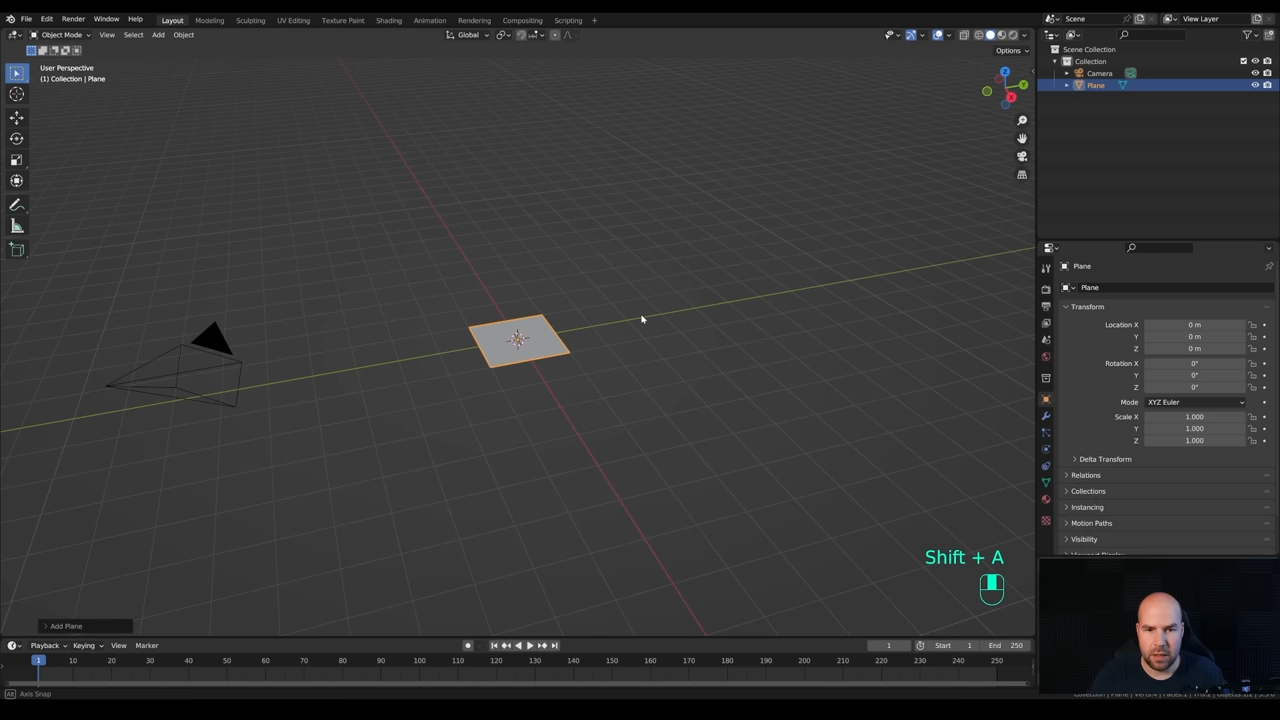 File Edit Render Window Help Layout Modeling Sculpting UV Editing Texture Paint Shading Animation Rendering Compositing Scripting + Scene View Layer
Object Mode View Select Add Object Global
Options
User Perspective
(1) Collection | Plane
Scene Collection
Collection
Camera
Plane
Z
Y
X
Plane
Plane
Transform
Location X 0 m
Y 0 m
Z 0 m
Rotation X 0°
Y 0°
Z 0°
Mode XYZ Euler
Scale X 1.000
Y 1.000
Z 1.000
Delta Transform
Relations
Collections
Instancing
Motion Paths
Visibility
Shift + A
Add Plane
Playback Keying View Marker 1 Start 1 End 250
1 10 20 30 40 50 60 70 80 90 100 110 120 130 140 150 160 170 180 190 200 210 220 230 240 250
Alt Axis Snap